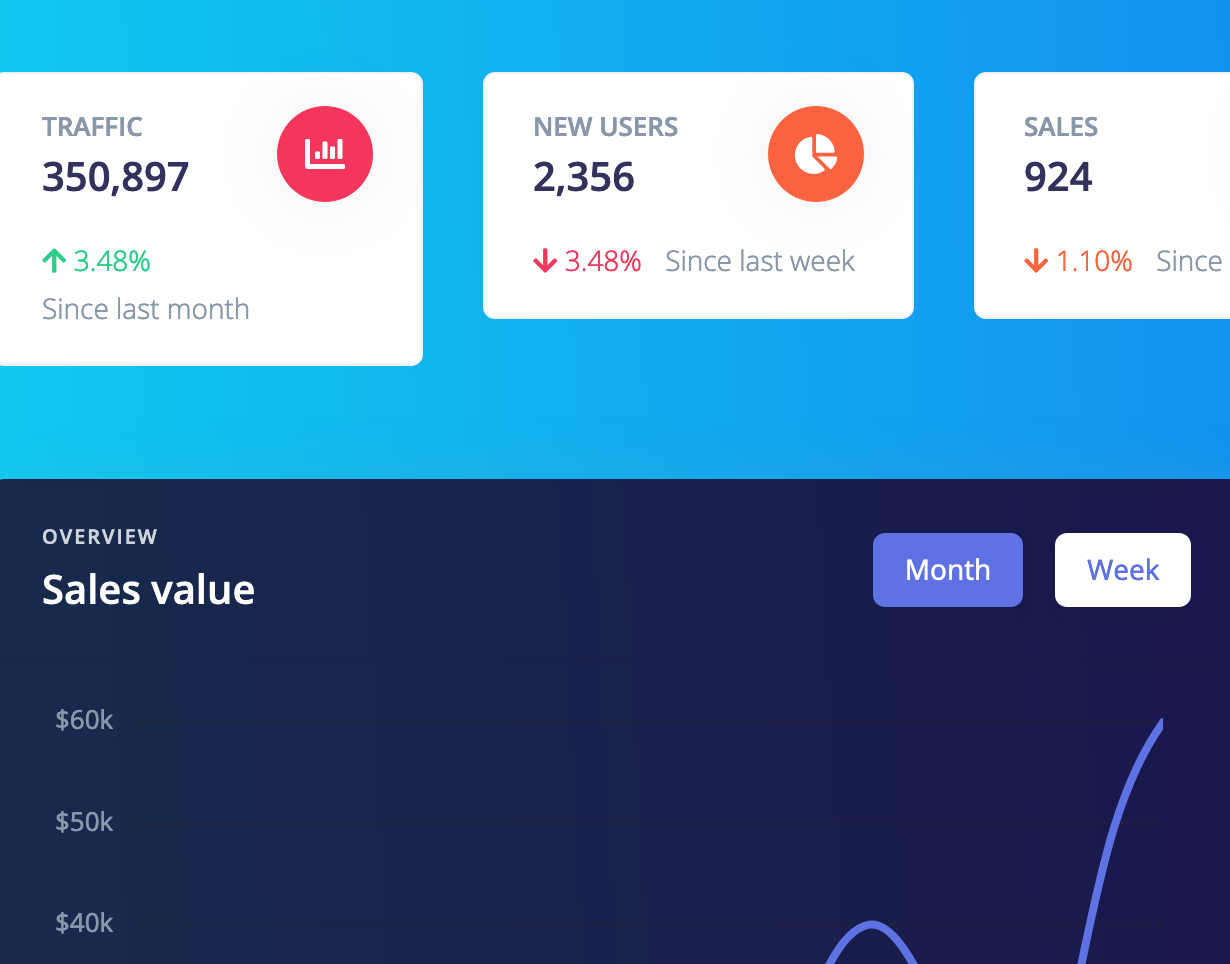 TRAFFIC
350,897
3.48%
Since last month
NEW USERS
2,356
3.48% Since last week
SALES
924
1.10% Since
OVERVIEW
Sales value
Month
Week
$60k
$50k
$40k